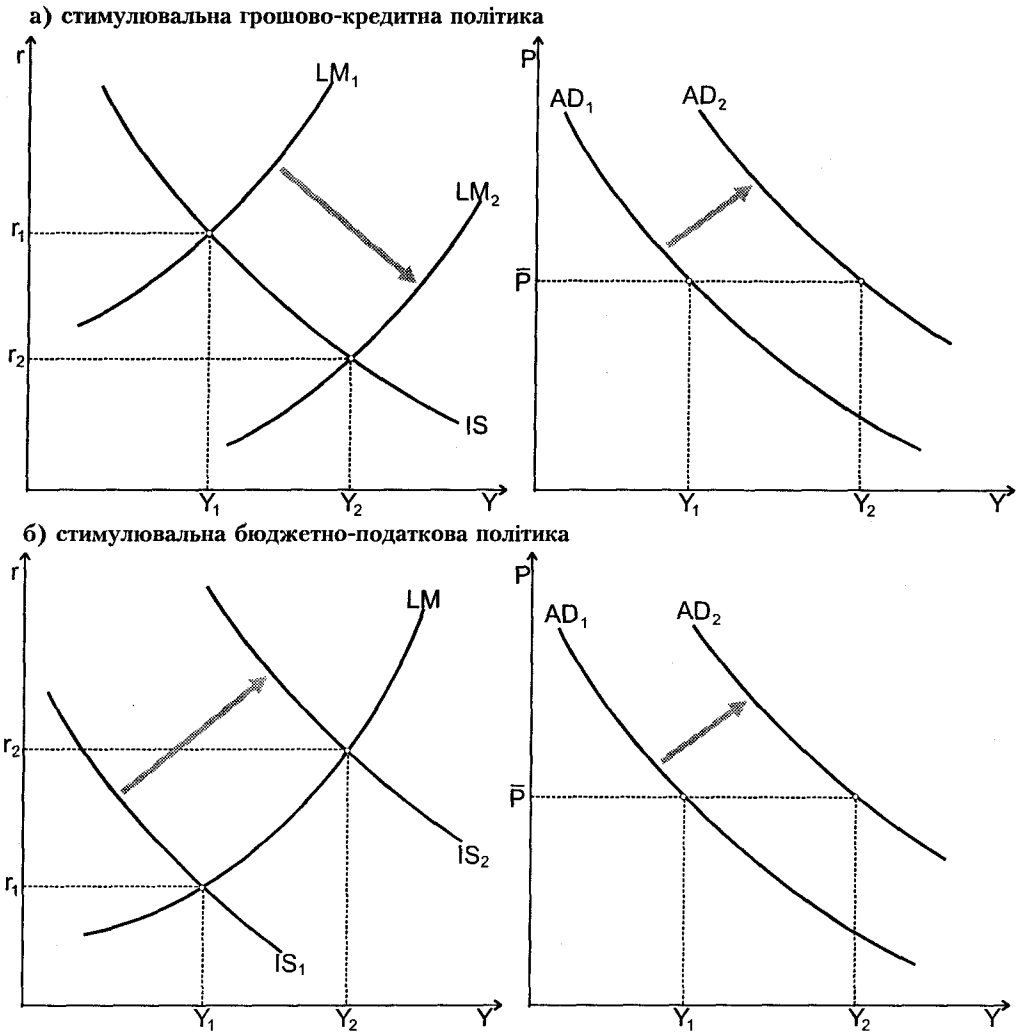 а) стимулювальна грошово-кредитна політика
r
LM₁
LM₂
r₁
r₂
IS
Y₁
Y₂
Y
P
AD₁
AD₂
P̅
Y₁
Y₂
Y
б) стимулювальна бюджетно-податкова політика
r
LM
r₂
IS₂
r₁
IS₁
Y₁
Y₂
Y
P
AD₁
AD₂
P̅
Y₁
Y₂
Y